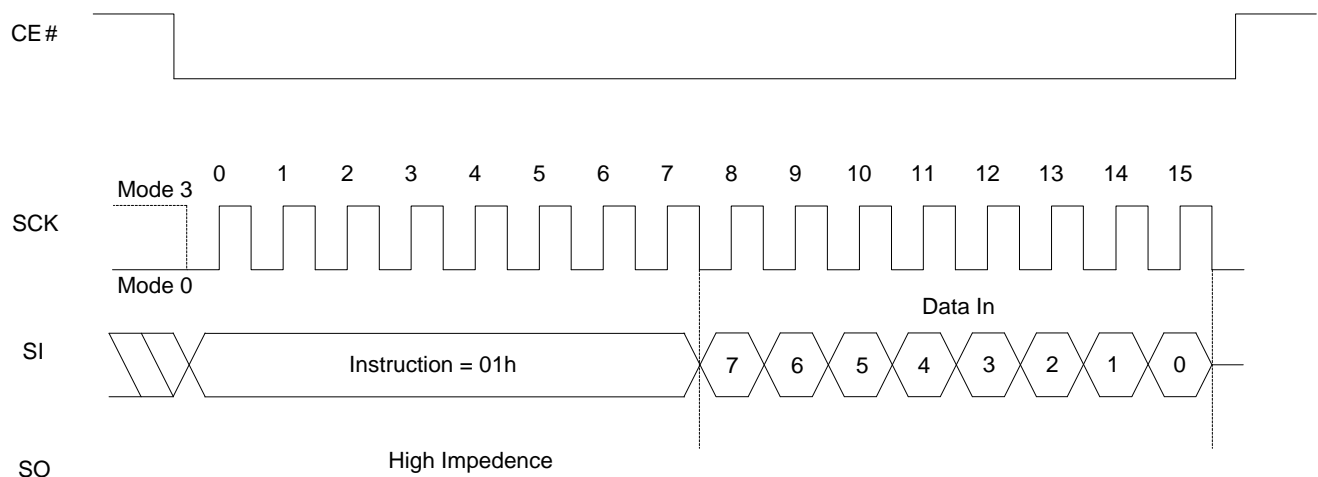 CE #
0 1 2 3 4 5 6 7 8 9 10 11 12 13 14 15
Mode 3
SCK
Mode 0
Data In
SI
Instruction = 01h
7 6 5 4 3 2 1 0
High Impedence
SO